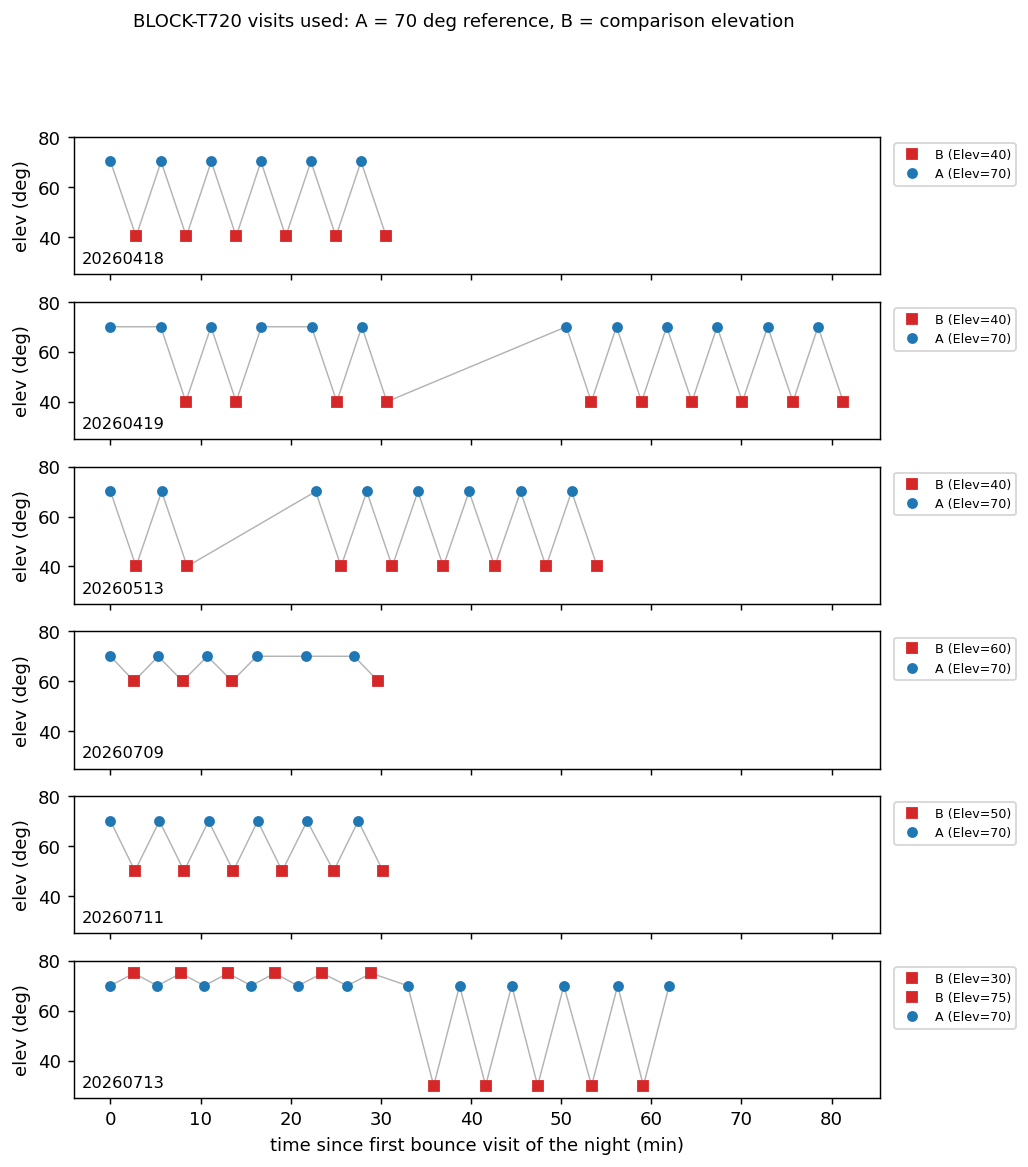 BLOCK-T720 visits used: A = 70 deg reference, B = comparison elevation
80
60
40
elev (deg)
20260418
B (Elev=40)
A (Elev=70)
80
60
40
elev (deg)
20260419
B (Elev=40)
A (Elev=70)
80
60
40
elev (deg)
20260513
B (Elev=40)
A (Elev=70)
80
60
40
elev (deg)
20260709
B (Elev=60)
A (Elev=70)
80
60
40
elev (deg)
20260711
B (Elev=50)
A (Elev=70)
80
60
40
elev (deg)
20260713
B (Elev=30)
B (Elev=75)
A (Elev=70)
0 10 20 30 40 50 60 70 80
time since first bounce visit of the night (min)